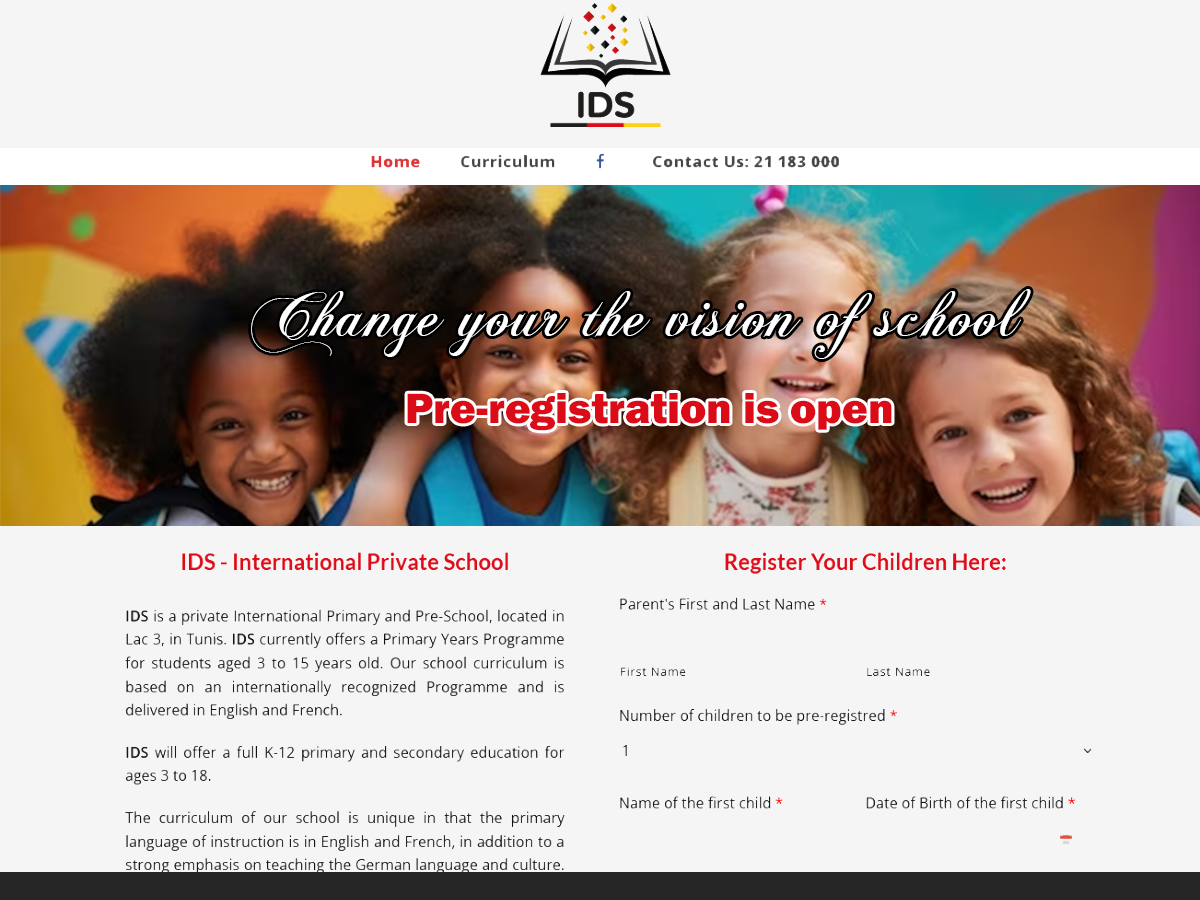 IDS
Home Curriculum Contact Us: 21 183 000
Change your the vision of school
Pre-registration is open
IDS - International Private School
IDS is a private International Primary and Pre-School, located in
Lac 3, in Tunis. IDS currently offers a Primary Years Programme
for students aged 3 to 15 years old. Our school curriculum is
based on an internationally recognized Programme and is
delivered in English and French.
IDS will offer a full K-12 primary and secondary education for
ages 3 to 18.
The curriculum of our school is unique in that the primary
language of instruction is in English and French, in addition to a
strong emphasis on teaching the German language and culture.
Register Your Children Here:
Parent's First and Last Name *
First Name Last Name
Number of children to be pre-registred *
1
Name of the first child * Date of Birth of the first child *